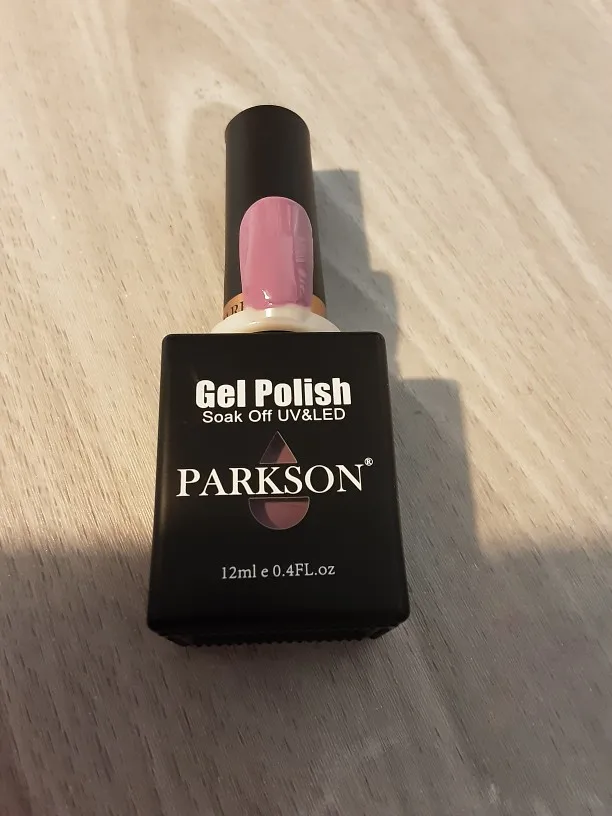 Gel Polish
Soak Off UV&LED
PARKSON®
12ml e 0.4FL.oz